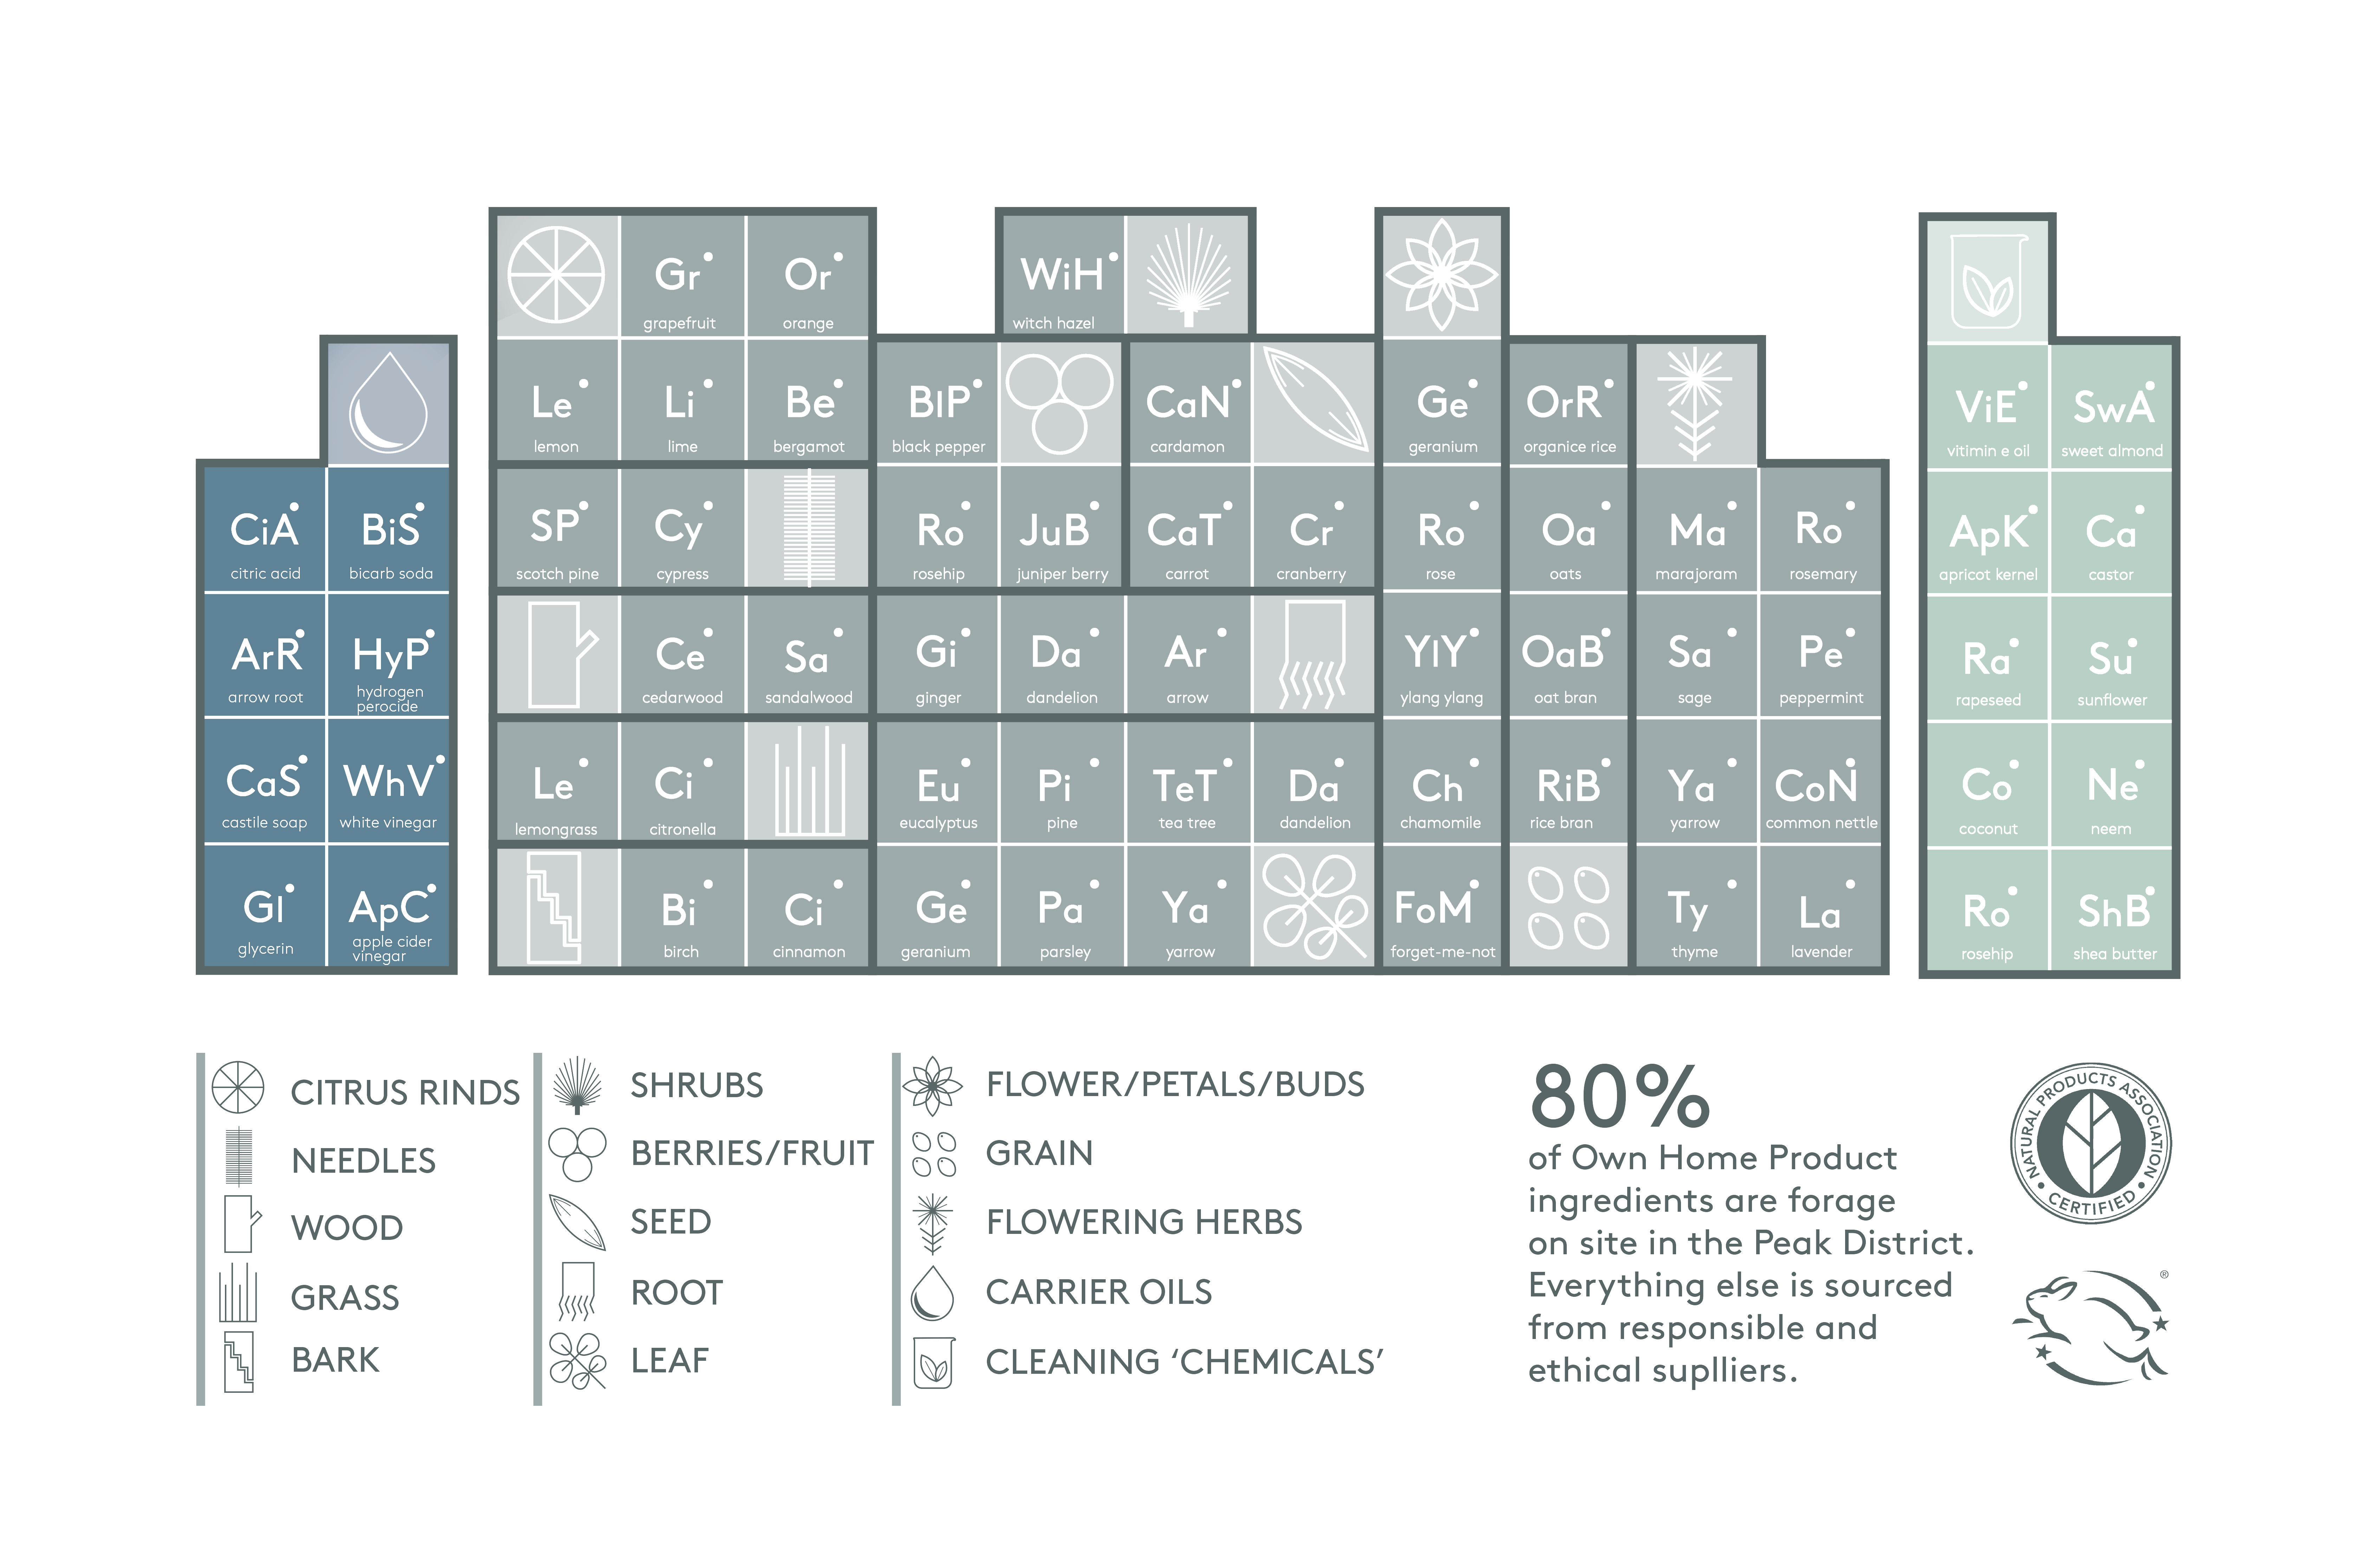 Gr
grapefruit
Or
orange
WiH
witch hazel
Le
lemon
Li
lime
Be
bergamot
BlP
black pepper
CaN
cardamon
Ge
geranium
OrR
organice rice
ViE
vitimin e oil
SwA
sweet almond
CiA
citric acid
BiS
bicarb soda
SP
scotch pine
Cy
cypress
Ro
rosehip
JuB
juniper berry
CaT
carrot
Cr
cranberry
Ro
rose
Oa
oats
Ma
marajoram
Ro
rosemary
ApK
apricot kernel
Ca
castor
ArR
arrow root
HyP
hydrogen
perocide
Ce
cedarwood
Sa
sandalwood
Gi
ginger
Da
dandelion
Ar
arrow
YlY
ylang ylang
OaB
oat bran
Sa
sage
Pe
peppermint
Ra
rapeseed
Su
sunflower
CaS
castile soap
WhV
white vinegar
Le
lemongrass
Ci
citronella
Eu
eucalyptus
Pi
pine
TeT
tea tree
Da
dandelion
Ch
chamomile
RiB
rice bran
Ya
yarrow
CoN
common nettle
Co
coconut
Ne
neem
Gl
glycerin
ApC
apple cider
vinegar
Bi
birch
Ci
cinnamon
Ge
geranium
Pa
parsley
Ya
yarrow
FoM
forget-me-not
Ty
thyme
La
lavender
Ro
rosehip
ShB
shea butter
CITRUS RINDS
NEEDLES
WOOD
GRASS
BARK
SHRUBS
BERRIES/FRUIT
SEED
ROOT
LEAF
FLOWER/PETALS/BUDS
GRAIN
FLOWERING HERBS
CARRIER OILS
CLEANING ‘CHEMICALS’
80%
of Own Home Product
ingredients are forage
on site in the Peak District.
Everything else is sourced
from responsible and
ethical suplliers.
NATURAL PRODUCTS ASSOCIATION
• CERTIFIED •
®